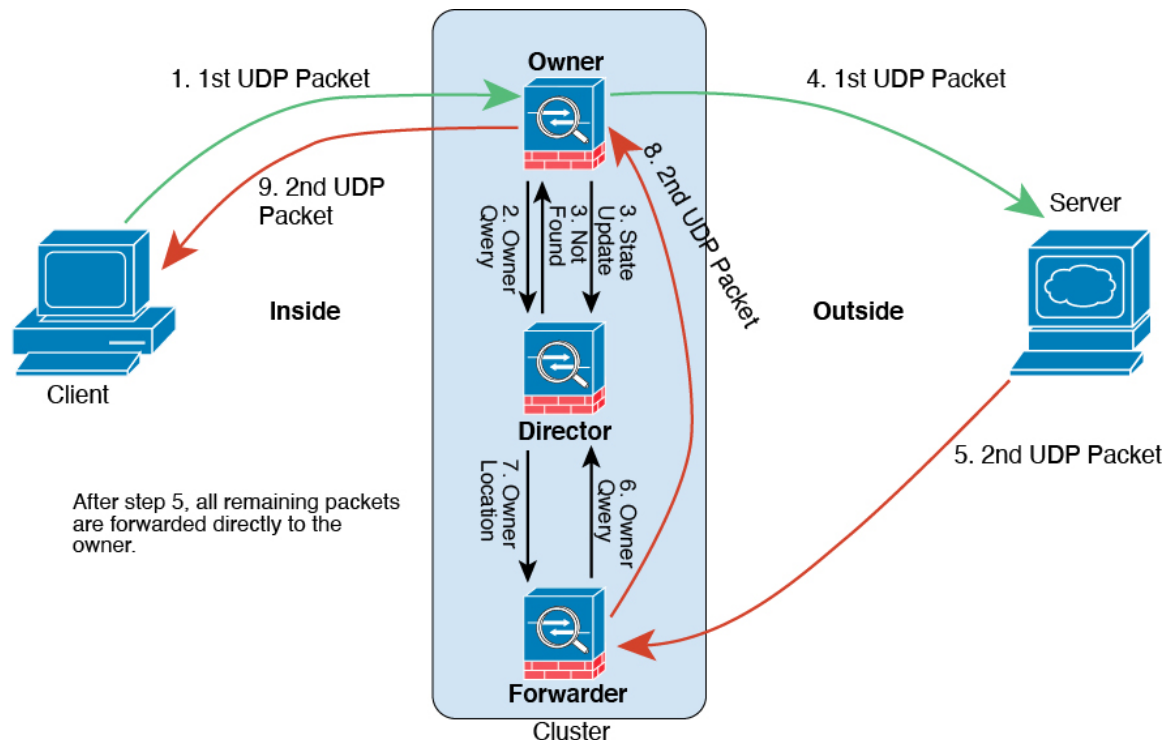 Owner
1. 1st UDP Packet
4. 1st UDP Packet
9. 2nd UDP
Packet
2. Owner
Qwery
3. Not
Found
3. State
Update
8. 2nd UDP Packet
Server
Inside
Outside
Client
Director
5. 2nd UDP Packet
7. Owner
Location
6. Owner
Qwery
After step 5, all remaining packets
are forwarded directly to the
owner.
Forwarder
Cluster